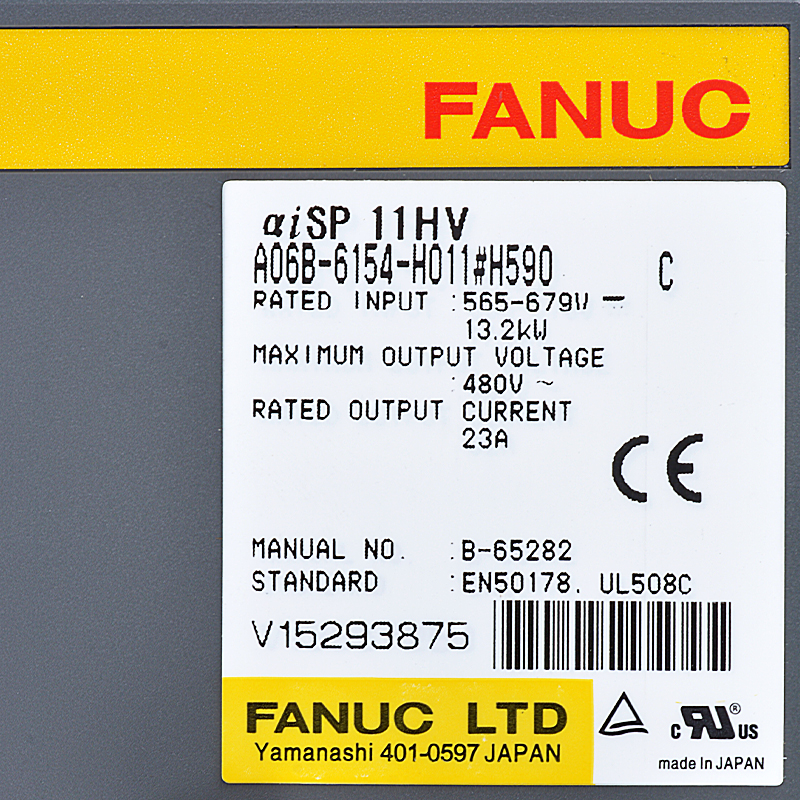 FANUC
αiSP 11HV
A06B-6154-H011#H590 C
RATED INPUT :565-679V ⎓
13.2kW
MAXIMUM OUTPUT VOLTAGE
:480V ~
RATED OUTPUT CURRENT
23A
CE
MANUAL NO. :B-65282
STANDARD :EN50178. UL508C
V15293875
FANUC LTD
Yamanashi 401-0597 JAPAN
c RU ® US
made In JAPAN